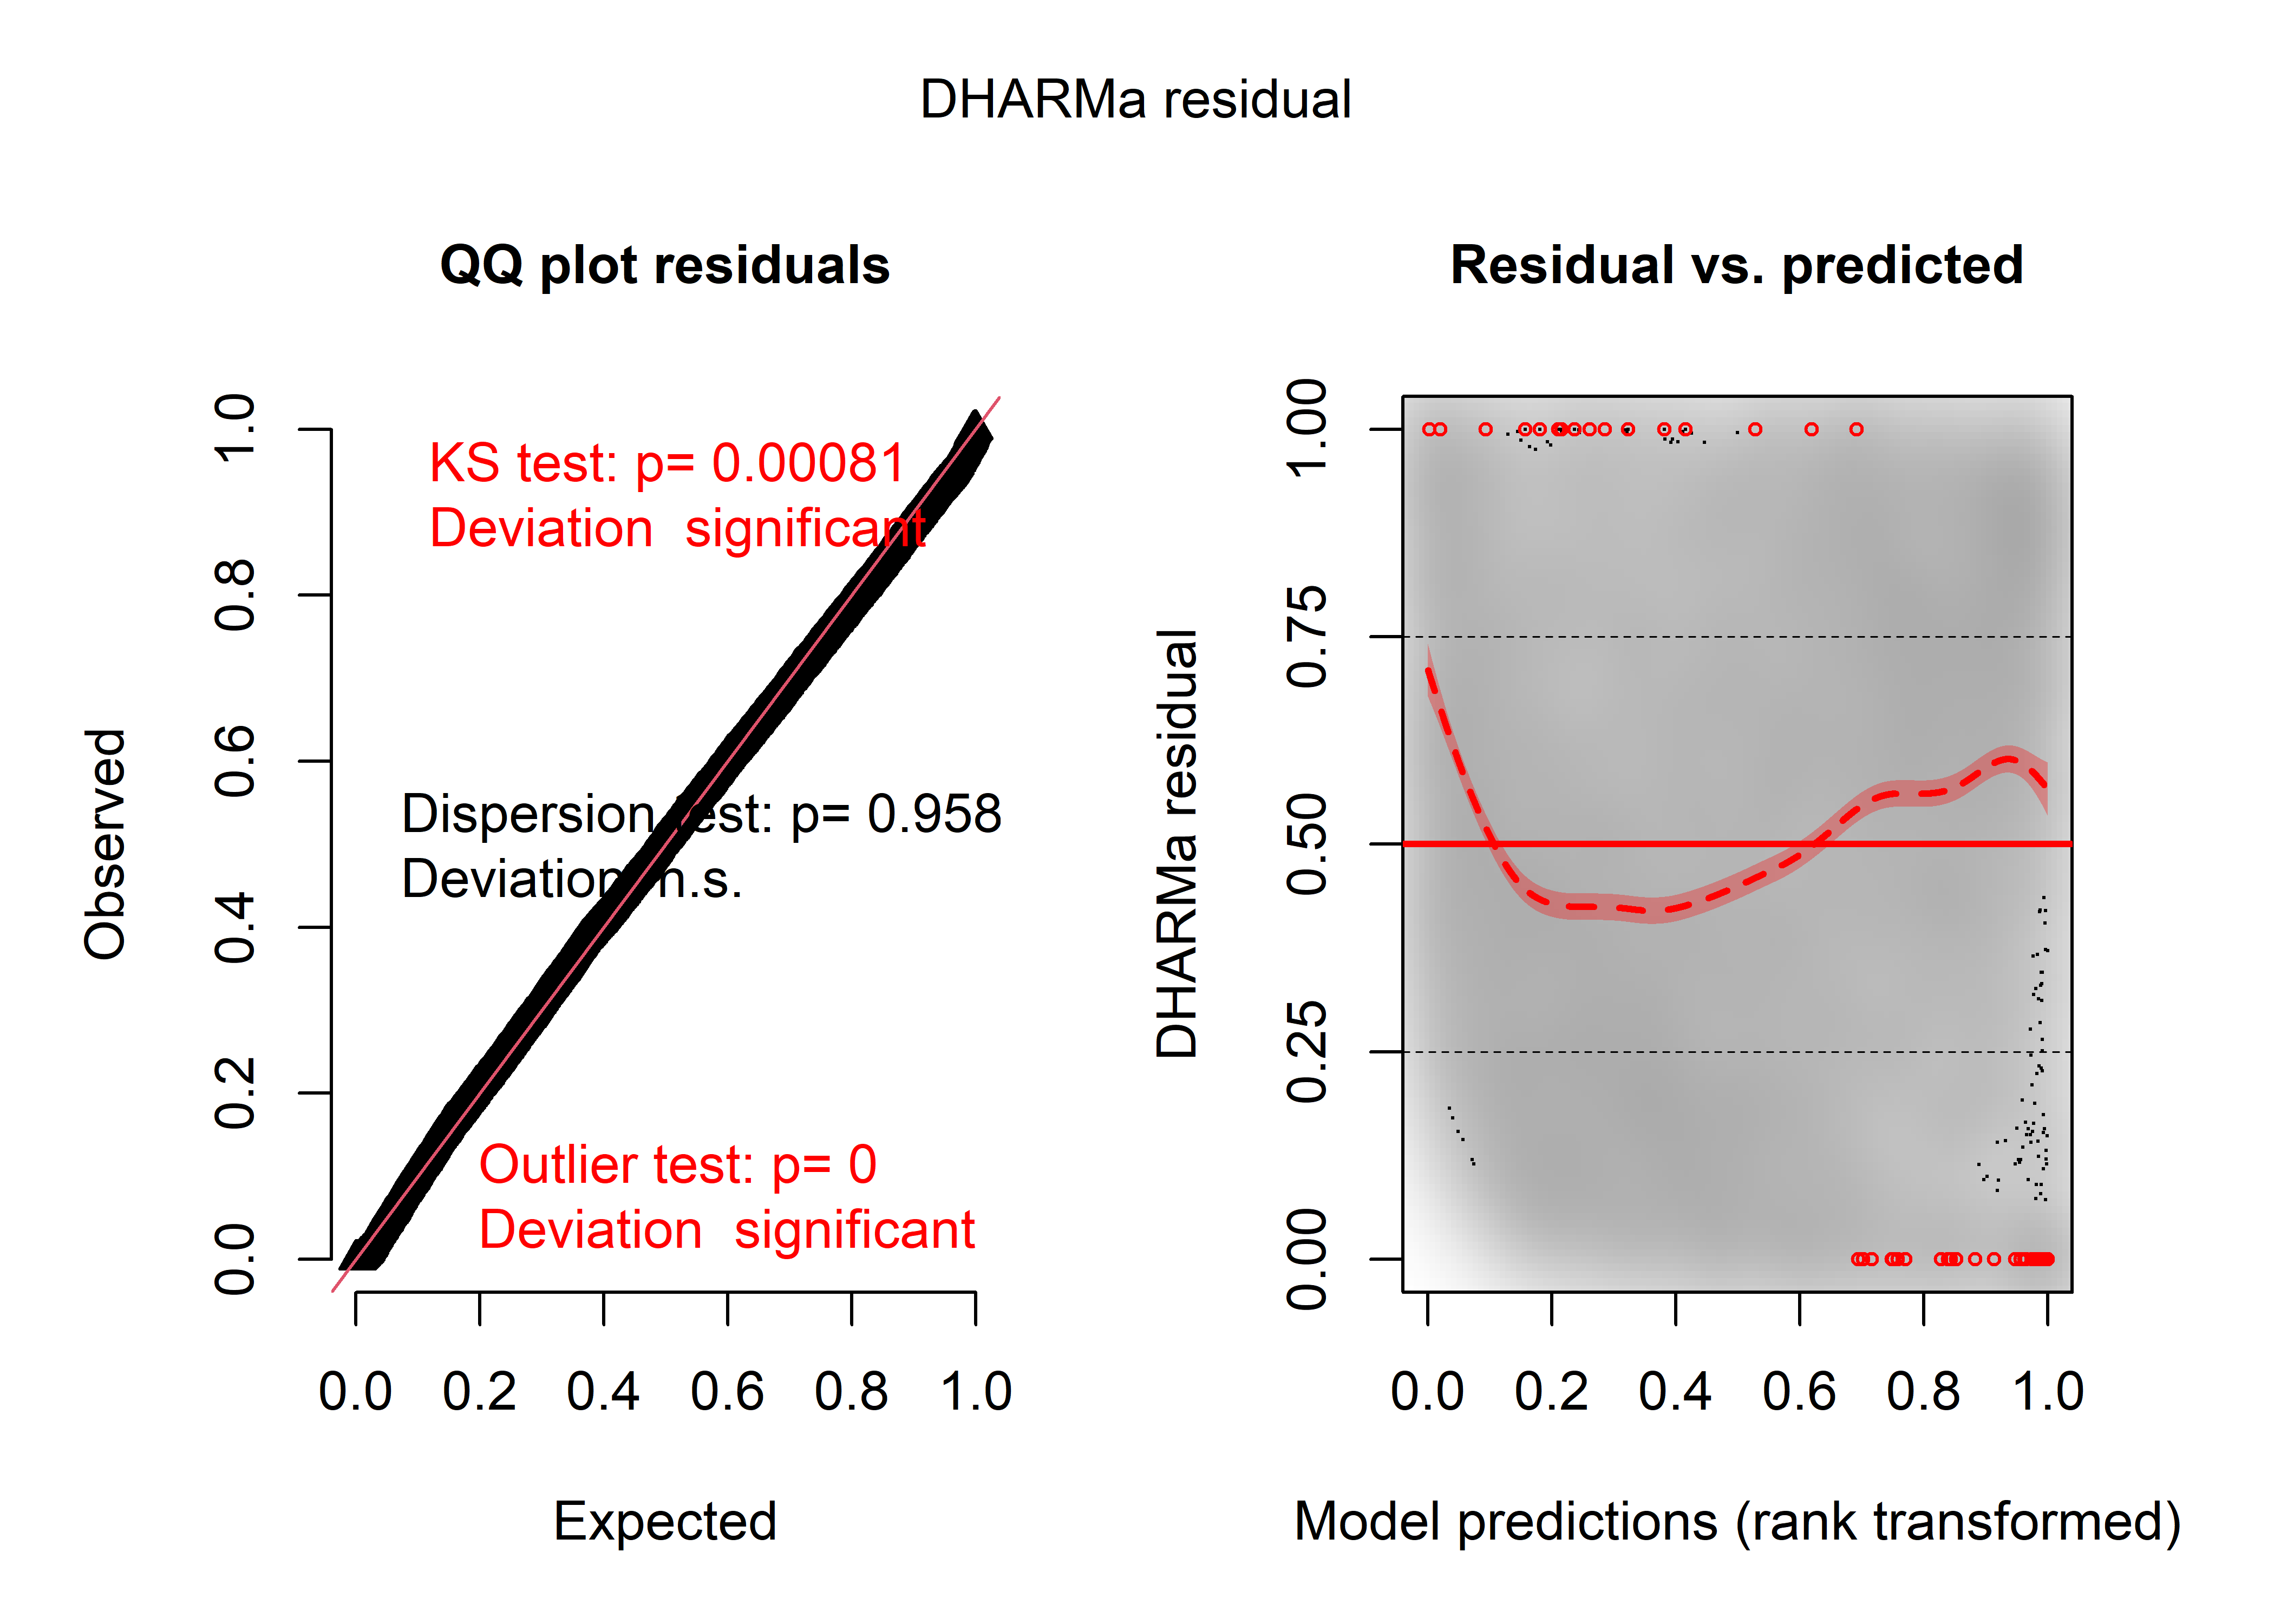 DHARMa residual
QQ plot residuals
KS test: p= 0.00081
Deviation  significant
Dispersion test: p= 0.958
Deviation n.s.
Outlier test: p= 0
Deviation  significant
Observed
0.0 0.2 0.4 0.6 0.8 1.0
0.0 0.2 0.4 0.6 0.8 1.0
Expected
Residual vs. predicted
DHARMa residual
0.00 0.25 0.50 0.75 1.00
0.0 0.2 0.4 0.6 0.8 1.0
Model predictions (rank transformed)